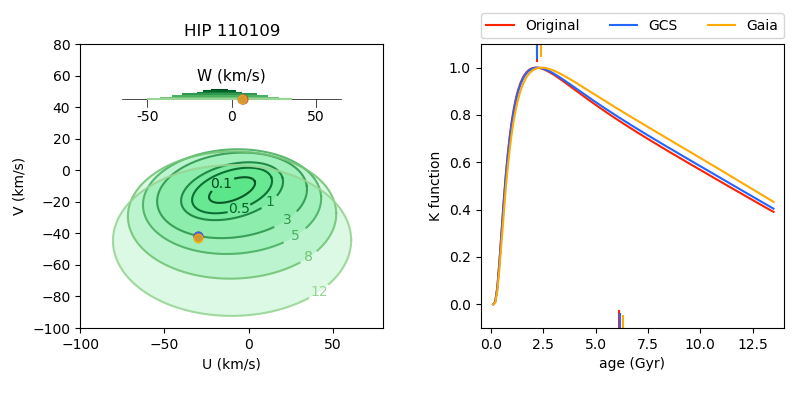 HIP 110109
80
60
40
20
0
−20
−40
−60
−80
−100
V (km/s)
W (km/s)
-50 0 50
0.1
0.5
1
3
5
8
12
−100 −50 0 50
U (km/s)
Original GCS Gaia
1.0
0.8
0.6
0.4
0.2
0.0
K function
0.0 2.5 5.0 7.5 10.0 12.5
age (Gyr)